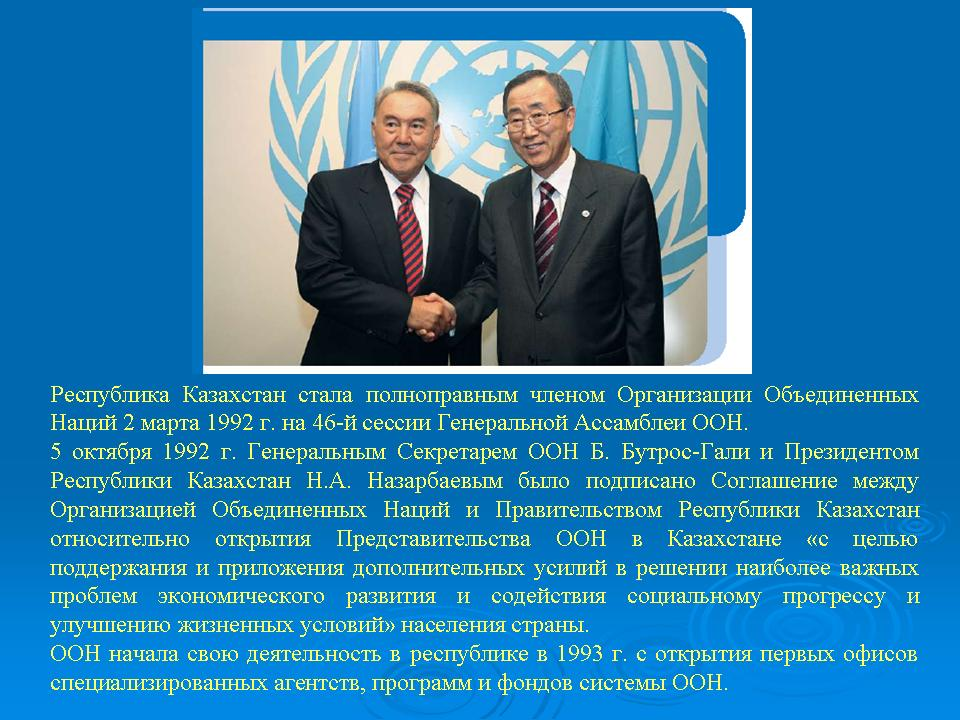 Республика Казахстан стала полноправным членом Организации Объединенных
Наций 2 марта 1992 г. на 46-й сессии Генеральной Ассамблеи ООН.
5 октября 1992 г. Генеральным Секретарем ООН Б. Бутрос-Гали и Президентом
Республики Казахстан Н.А. Назарбаевым было подписано Соглашение между
Организацией Объединенных Наций и Правительством Республики Казахстан
относительно открытия Представительства ООН в Казахстане «с целью
поддержания и приложения дополнительных усилий в решении наиболее важных
проблем экономического развития и содействия социальному прогрессу и
улучшению жизненных условий» населения страны.
ООН начала свою деятельность в республике в 1993 г. с открытия первых офисов
специализированных агентств, программ и фондов системы ООН.